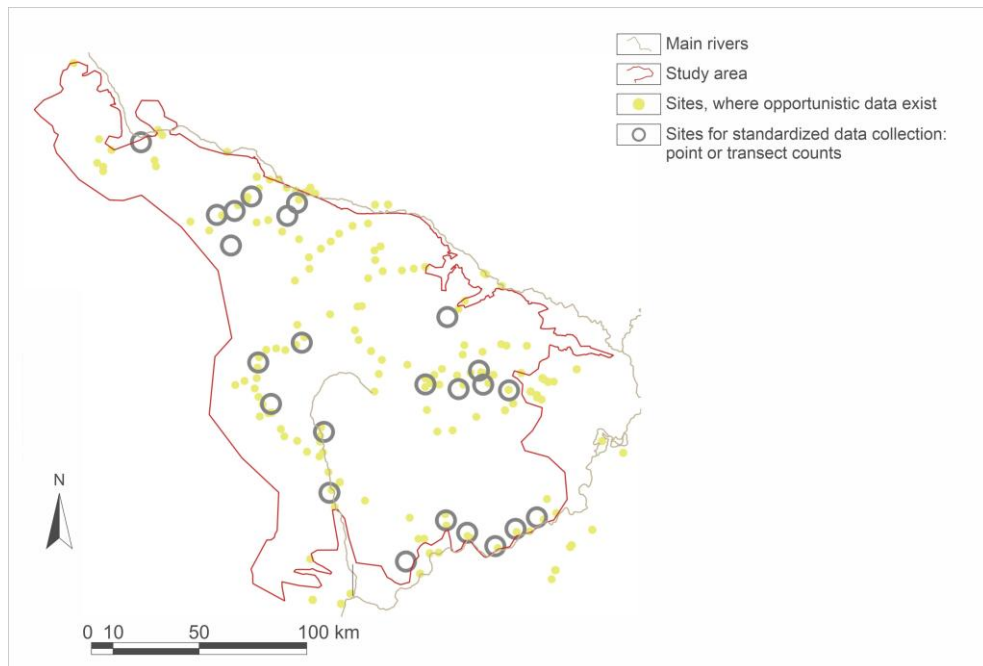 Main rivers
Study area
Sites, where opportunistic data exist
Sites for standardized data collection:
point or transect counts
N
0 10 50 100 km